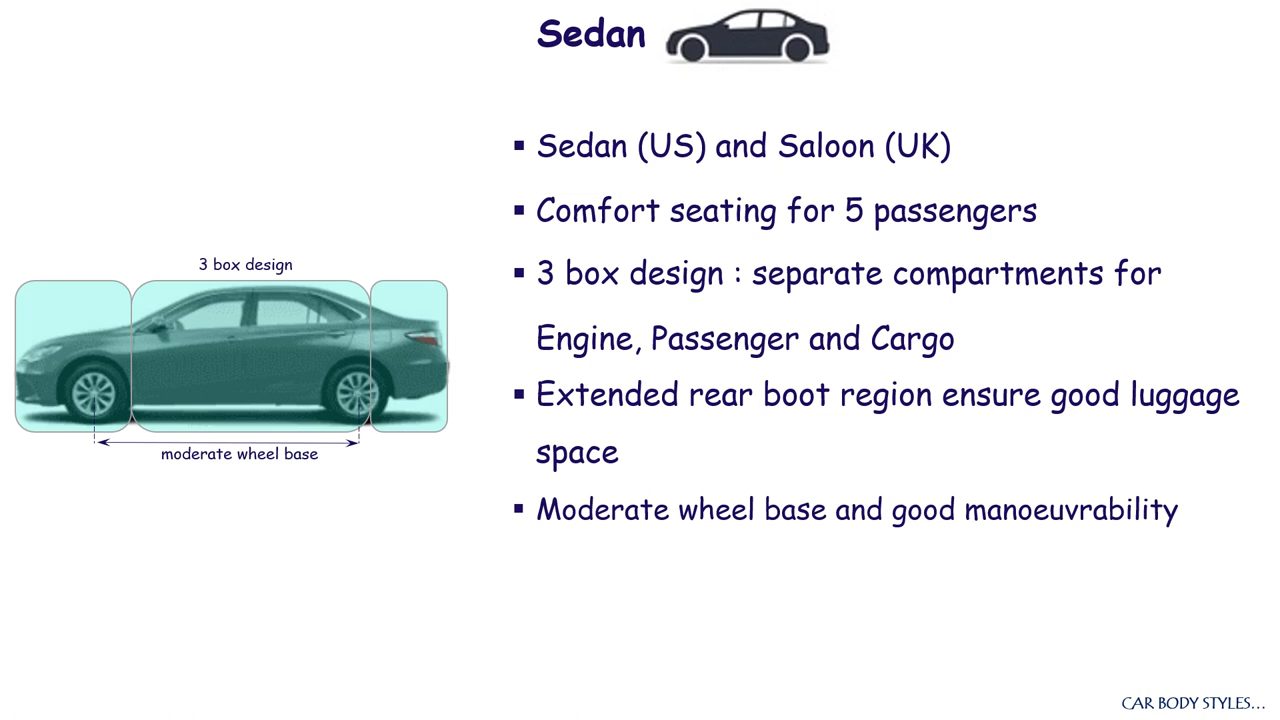 Sedan
▪ Sedan (US) and Saloon (UK)
▪ Comfort seating for 5 passengers
▪ 3 box design : separate compartments for
Engine, Passenger and Cargo
▪ Extended rear boot region ensure good luggage
space
▪ Moderate wheel base and good manoeuvrability
3 box design
moderate wheel base
CAR BODY STYLES...